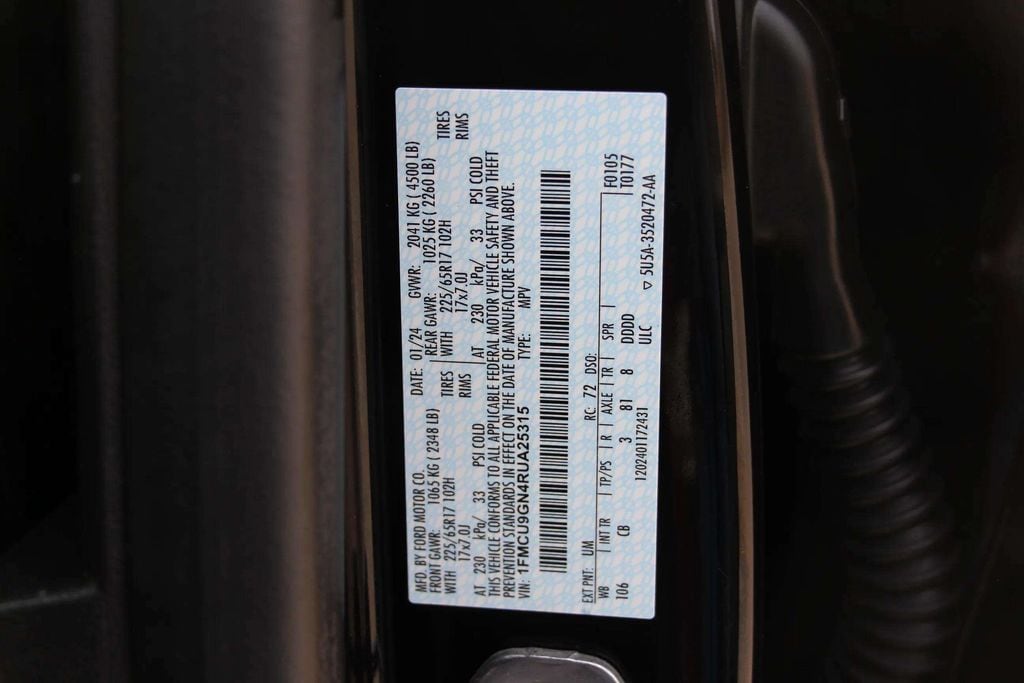 MFD. BY FORD MOTOR CO. DATE: 01/24 GVWR: 2041 KG ( 4500 LB)
FRONT GAWR: 1065 KG ( 2348 LB) REAR GAWR: 1025 KG ( 2260 LB)
WITH 225/65R17 102H TIRES WITH 225/65R17 102H TIRES
17x7.0J RIMS 17x7.0J RIMS
AT 230 kPa/ 33 PSI COLD AT 230 kPa/ 33 PSI COLD
THIS VEHICLE CONFORMS TO ALL APPLICABLE FEDERAL MOTOR VEHICLE SAFETY AND THEFT
PREVENTION STANDARDS IN EFFECT ON THE DATE OF MANUFACTURE SHOWN ABOVE.
VIN: 1FMCU9GN4RUA25315 TYPE: MPV
EXT PNT: UM RC: 72 DSO:
WB INT TR TP/PS R AXLE TR SPR F0105
106 CB 3 81 8 DDDD T0177
120240117243​1 ULC ▽ 5U5A-3520472-AA